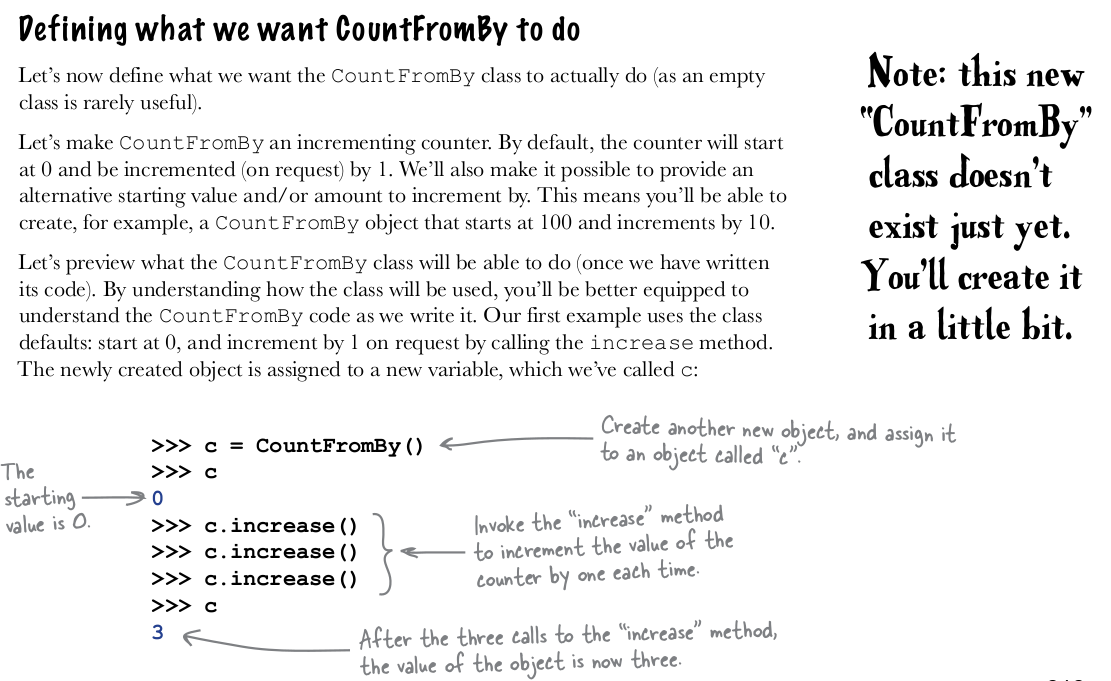 Defining what we want CountFromBy to do
Let's now define what we want the CountFromBy class to actually do (as an empty
class is rarely useful).
Let's make CountFromBy an incrementing counter. By default, the counter will start
at 0 and be incremented (on request) by 1. We'll also make it possible to provide an
alternative starting value and/or amount to increment by. This means you'll be able to
create, for example, a CountFromBy object that starts at 100 and increments by 10.
Let's preview what the CountFromBy class will be able to do (once we have written
its code). By understanding how the class will be used, you'll be better equipped to
understand the CountFromBy code as we write it. Our first example uses the class
defaults: start at 0, and increment by 1 on request by calling the increase method.
The newly created object is assigned to a new variable, which we've called c:
Note: this new
"CountFromBy"
class doesn't
exist just yet.
You'll create it
in a little bit.
>>> c = CountFromBy()
Create another new object, and assign it
to an object called "c".
>>> c
The
starting
value is 0.
0
>>> c.increase()
>>> c.increase()
>>> c.increase()
Invoke the "increase" method
to increment the value of the
counter by one each time.
>>> c
3
After the three calls to the "increase" method,
the value of the object is now three.